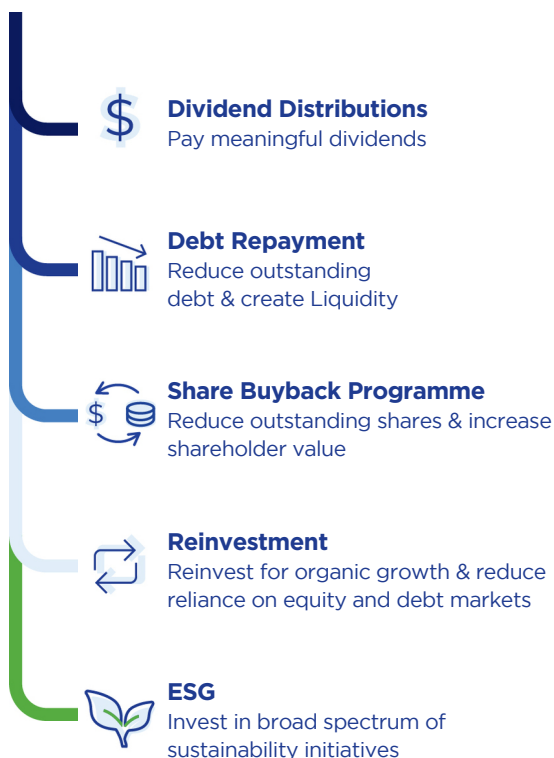 $
Dividend Distributions
Pay meaningful dividends
Debt Repayment
Reduce outstanding
debt & create Liquidity
$
Share Buyback Programme
Reduce outstanding shares & increase
shareholder value
Reinvestment
Reinvest for organic growth & reduce
reliance on equity and debt markets
ESG
Invest in broad spectrum of
sustainability initiatives